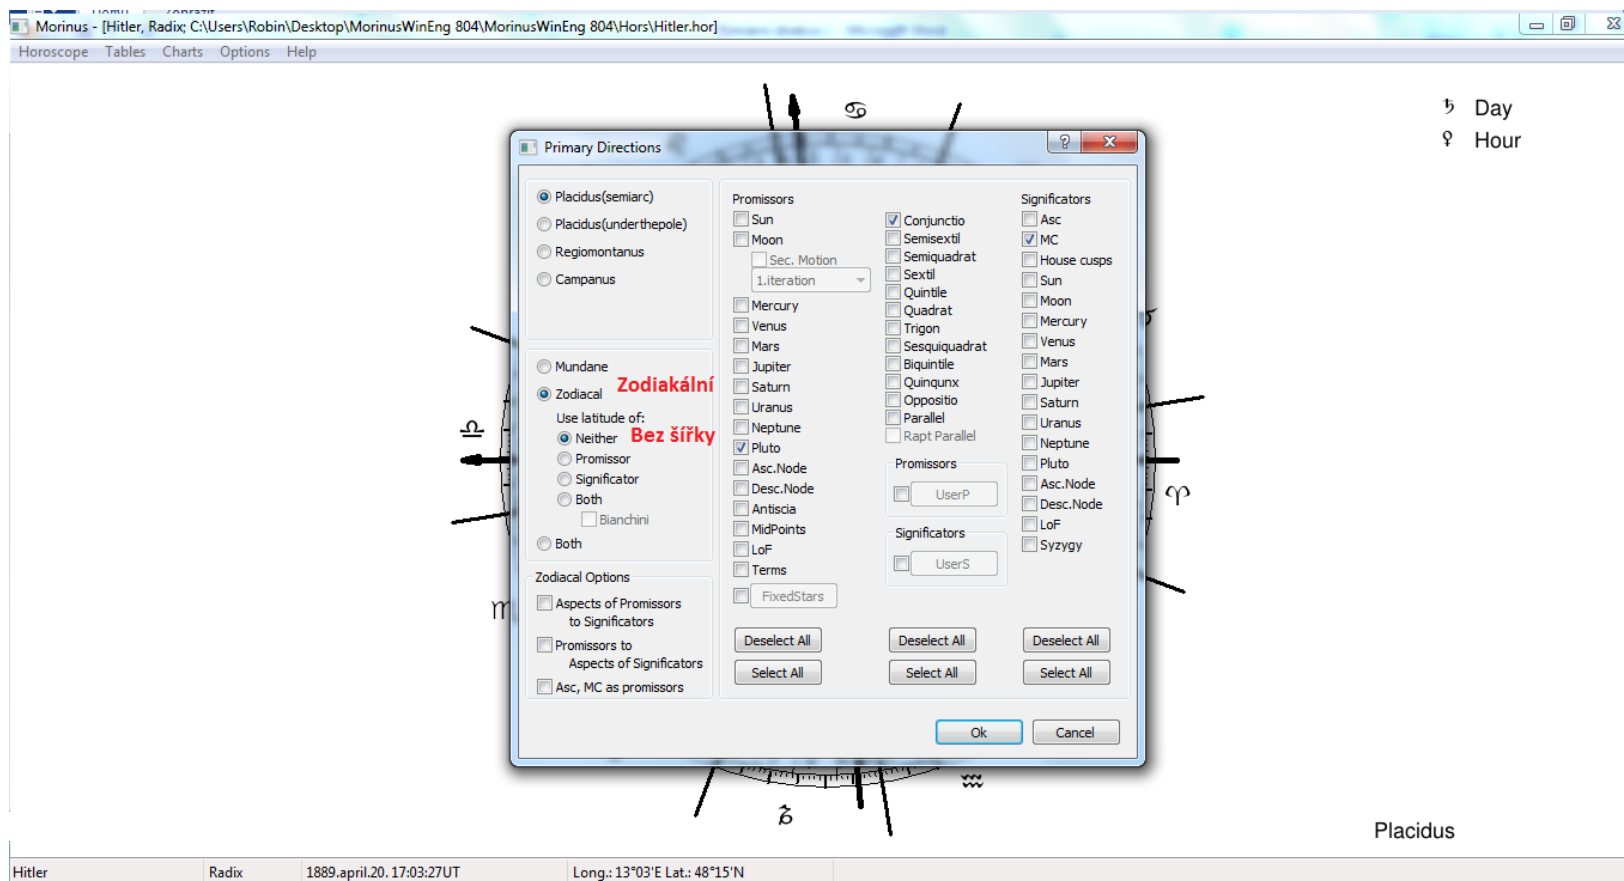 Morinus - [Hitler, Radix; C:\Users\Robin\Desktop\MorinusWinEng 804\MorinusWinEng 804\Hors\Hitler.hor]
Horoscope Tables Charts Options Help
♄ Day
♀ Hour
Primary Directions
Placidus(semiarc)
Placidus(underthepole)
Regiomontanus
Campanus
Mundane
Zodiacal Zodiakální
Use latitude of:
Neither Bez šířky
Promissor
Significator
Both
Bianchini
Both
Zodiacal Options
Aspects of Promissors
to Significators
Promissors to
Aspects of Significators
Asc, MC as promissors
Promissors
Sun
Moon
Sec. Motion
1.iteration
Mercury
Venus
Mars
Jupiter
Saturn
Uranus
Neptune
Pluto
Asc.Node
Desc.Node
Antiscia
MidPoints
LoF
Terms
FixedStars
Deselect All
Select All
Conjunctio
Semisextil
Semiquadrat
Sextil
Quintile
Quadrat
Trigon
Sesquiquadrat
Biquintile
Quinqunx
Oppositio
Parallel
Rapt Parallel
Promissors
UserP
Significators
UserS
Deselect All
Select All
Significators
Asc
MC
House cusps
Sun
Moon
Mercury
Venus
Mars
Jupiter
Saturn
Uranus
Neptune
Pluto
Asc.Node
Desc.Node
LoF
Syzygy
Deselect All
Select All
Ok Cancel
Placidus
Hitler Radix 1889.april.20. 17:03:27UT Long.: 13°03'E Lat.: 48°15'N